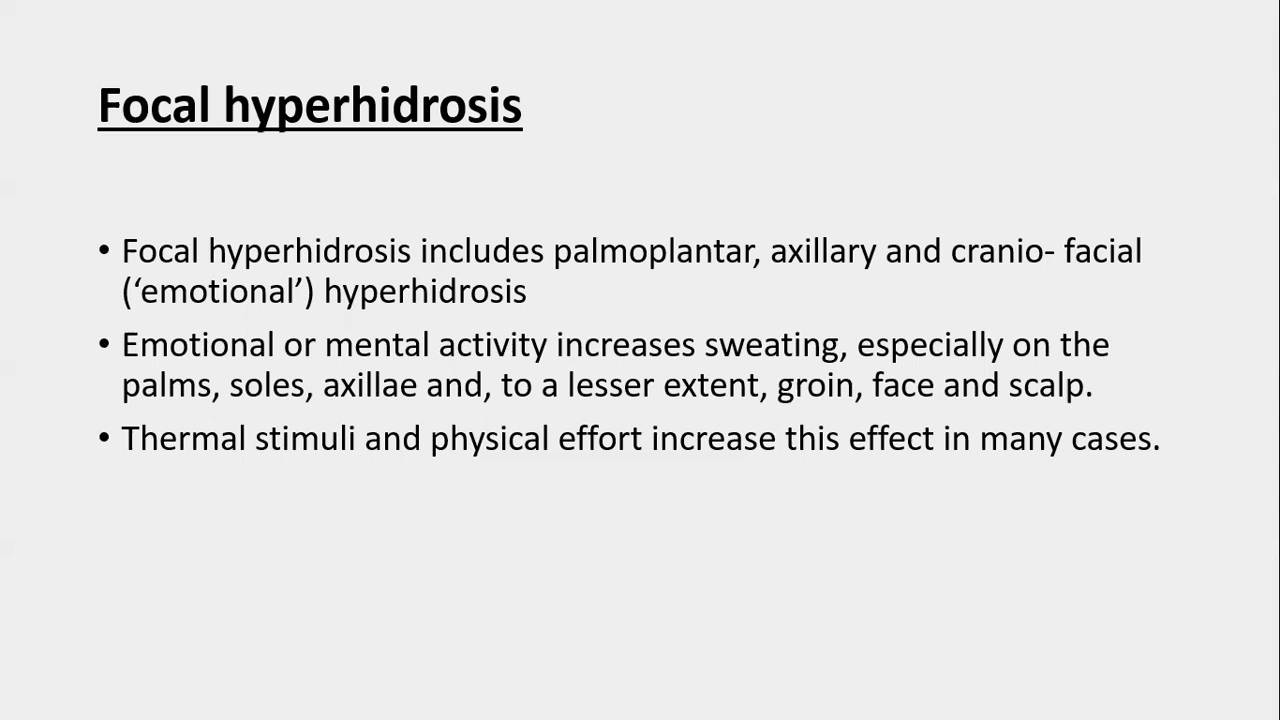 Focal hyperhidrosis
• Focal hyperhidrosis includes palmoplantar, axillary and cranio- facial
(‘emotional’) hyperhidrosis
• Emotional or mental activity increases sweating, especially on the
palms, soles, axillae and, to a lesser extent, groin, face and scalp.
• Thermal stimuli and physical effort increase this effect in many cases.